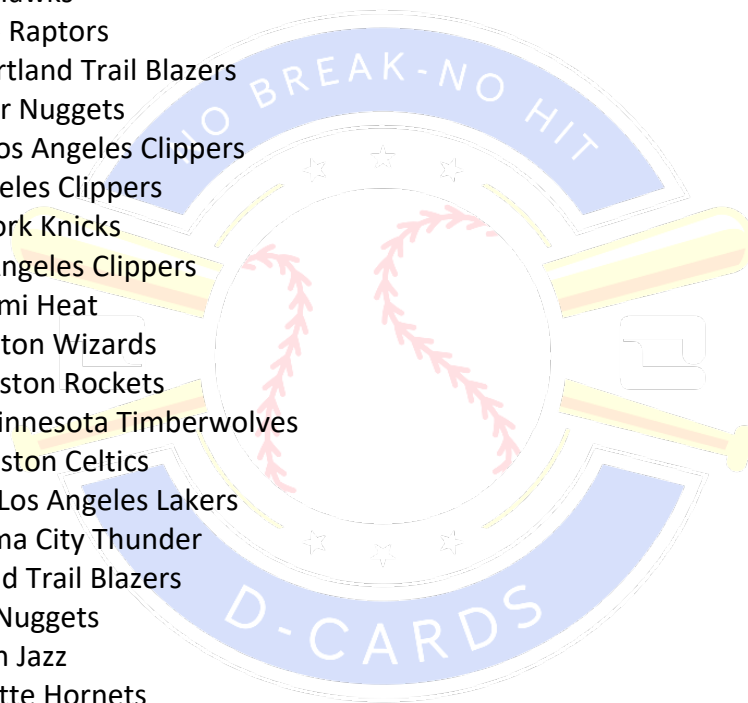 Hawks
Raptors
rtland Trail Blazers
r Nuggets
os Angeles Clippers
eles Clippers
ork Knicks
ngeles Clippers
mi Heat
ton Wizards
ston Rockets
innesota Timberwolves
ston Celtics
Los Angeles Lakers
ma City Thunder
d Trail Blazers
Nuggets
n Jazz
tte Hornets
NO BREAK-NO HIT
D-CARDS